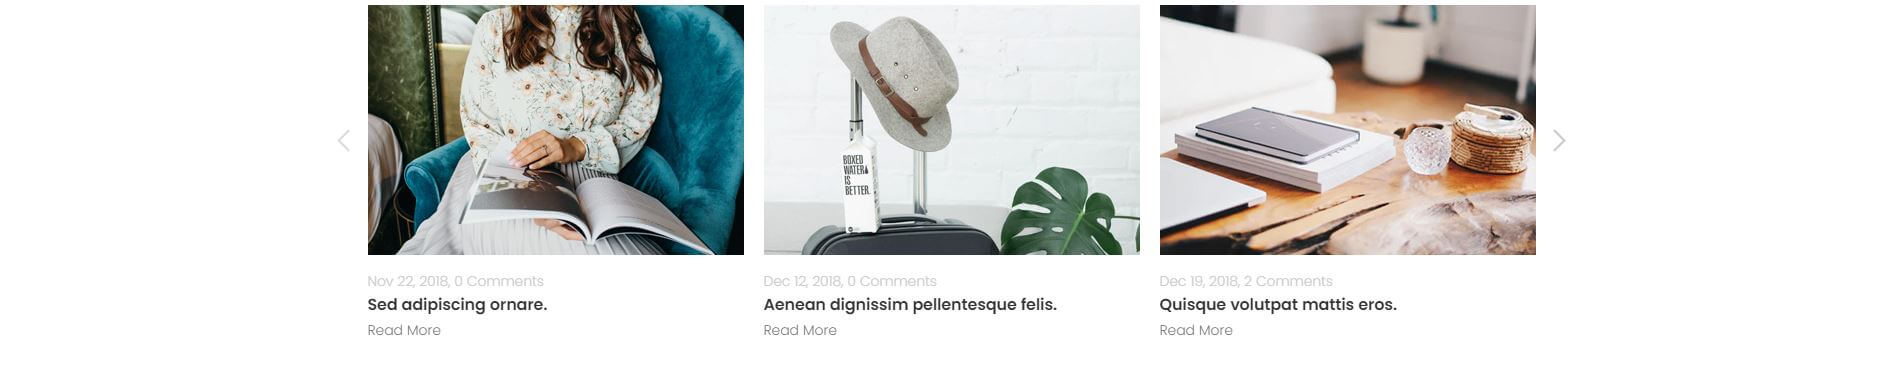 BOXED
WATER
IS
BETTER.
Nov 22, 2018, 0 Comments
Sed adipiscing ornare.
Read More
Dec 12, 2018, 0 Comments
Aenean dignissim pellentesque felis.
Read More
Dec 19, 2018, 2 Comments
Quisque volutpat mattis eros.
Read More